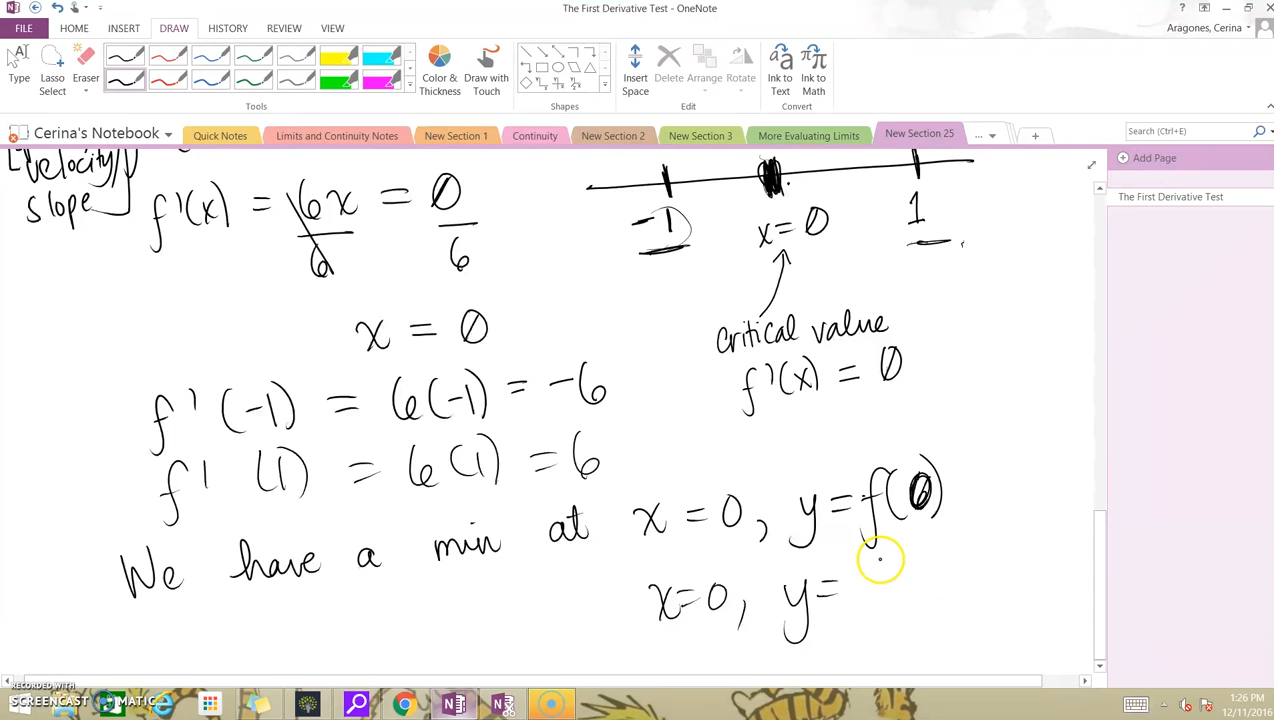 The First Derivative Test - OneNote
FILE HOME INSERT DRAW HISTORY REVIEW VIEW
Aragones, Cerina
Type Lasso Select Eraser Color & Thickness Draw with Touch Insert Space Delete Arrange Rotate Ink to Text Ink to Math
Tools Shapes Edit Convert
Cerina's Notebook Quick Notes Limits and Continuity Notes New Section 1 Continuity New Section 2 New Section 3 More Evaluating Limits New Section 25 ... Search (Ctrl+E)
Add Page
The First Derivative Test
velocity/
slope
f'(x) = 6x/6 = 0/6
-1 x = 0 1
critical value
f'(x) = 0
x = 0
f'(-1) = 6(-1) = -6
f'(1) = 6(1) = 6
We have a min at x = 0, y = f(0)
x=0, y=
RECORDED WITH
SCREENCAST MATIC
1:26 PM
12/11/2016